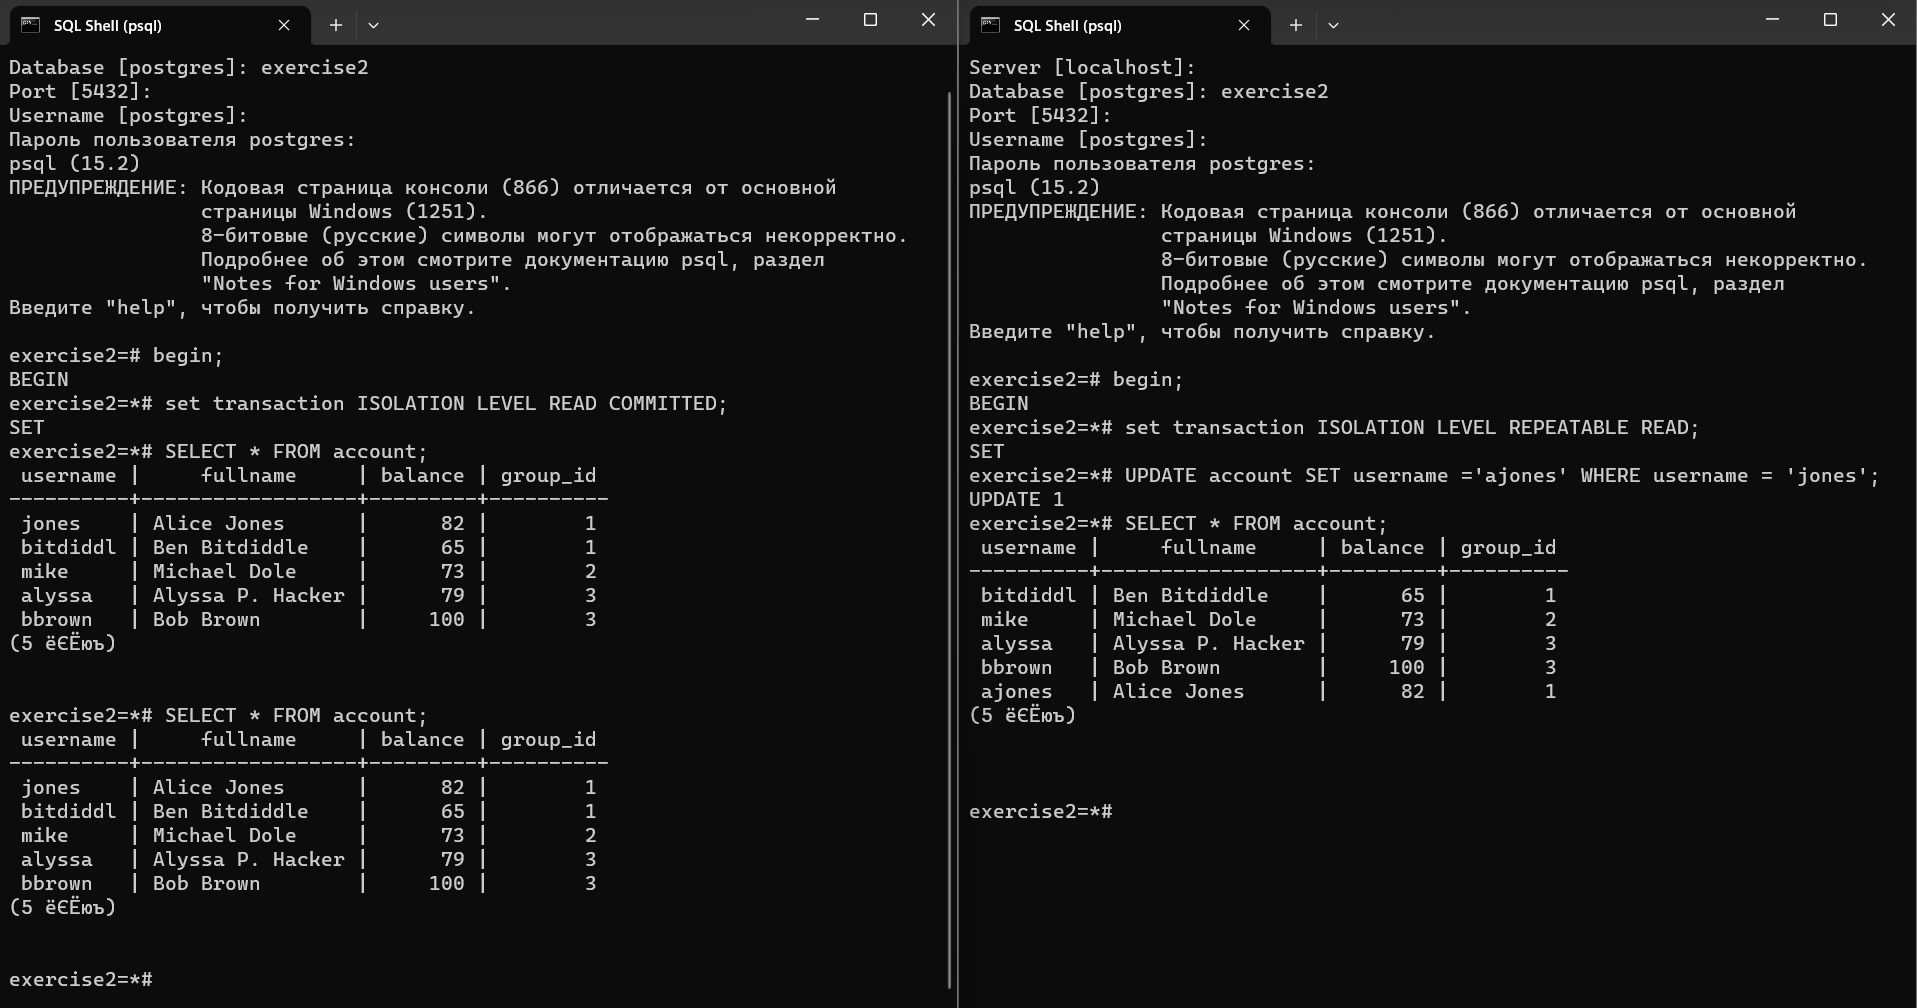 SQL Shell (psql)
Database [postgres]: exercise2
Port [5432]:
Username [postgres]:
Пароль пользователя postgres:
psql (15.2)
ПРЕДУПРЕЖДЕНИЕ: Кодовая страница консоли (866) отличается от основной
                страницы Windows (1251).
                8-битовые (русские) символы могут отображаться некорректно.
                Подробнее об этом смотрите документацию psql, раздел
                "Notes for Windows users".
Введите "help", чтобы получить справку.
exercise2=# begin;
BEGIN
exercise2=*# set transaction ISOLATION LEVEL READ COMMITTED;
SET
exercise2=*# SELECT * FROM account;
 username |     fullname     | balance | group_id
----------+------------------+---------+----------
 jones    | Alice Jones      |      82 |        1
 bitdiddl | Ben Bitdiddle    |      65 |        1
 mike     | Michael Dole     |      73 |        2
 alyssa   | Alyssa P. Hacker |      79 |        3
 bbrown   | Bob Brown        |     100 |        3
(5 ёЄЁюъ)
exercise2=*# SELECT * FROM account;
 username |     fullname     | balance | group_id
----------+------------------+---------+----------
 jones    | Alice Jones      |      82 |        1
 bitdiddl | Ben Bitdiddle    |      65 |        1
 mike     | Michael Dole     |      73 |        2
 alyssa   | Alyssa P. Hacker |      79 |        3
 bbrown   | Bob Brown        |     100 |        3
(5 ёЄЁюъ)
exercise2=*#
SQL Shell (psql)
Server [localhost]:
Database [postgres]: exercise2
Port [5432]:
Username [postgres]:
Пароль пользователя postgres:
psql (15.2)
ПРЕДУПРЕЖДЕНИЕ: Кодовая страница консоли (866) отличается от основной
                страницы Windows (1251).
                8-битовые (русские) символы могут отображаться некорректно.
                Подробнее об этом смотрите документацию psql, раздел
                "Notes for Windows users".
Введите "help", чтобы получить справку.
exercise2=# begin;
BEGIN
exercise2=*# set transaction ISOLATION LEVEL REPEATABLE READ;
SET
exercise2=*# UPDATE account SET username ='ajones' WHERE username = 'jones';
UPDATE 1
exercise2=*# SELECT * FROM account;
 username |     fullname     | balance | group_id
----------+------------------+---------+----------
 bitdiddl | Ben Bitdiddle    |      65 |        1
 mike     | Michael Dole     |      73 |        2
 alyssa   | Alyssa P. Hacker |      79 |        3
 bbrown   | Bob Brown        |     100 |        3
 ajones   | Alice Jones      |      82 |        1
(5 ёЄЁюъ)
exercise2=*#